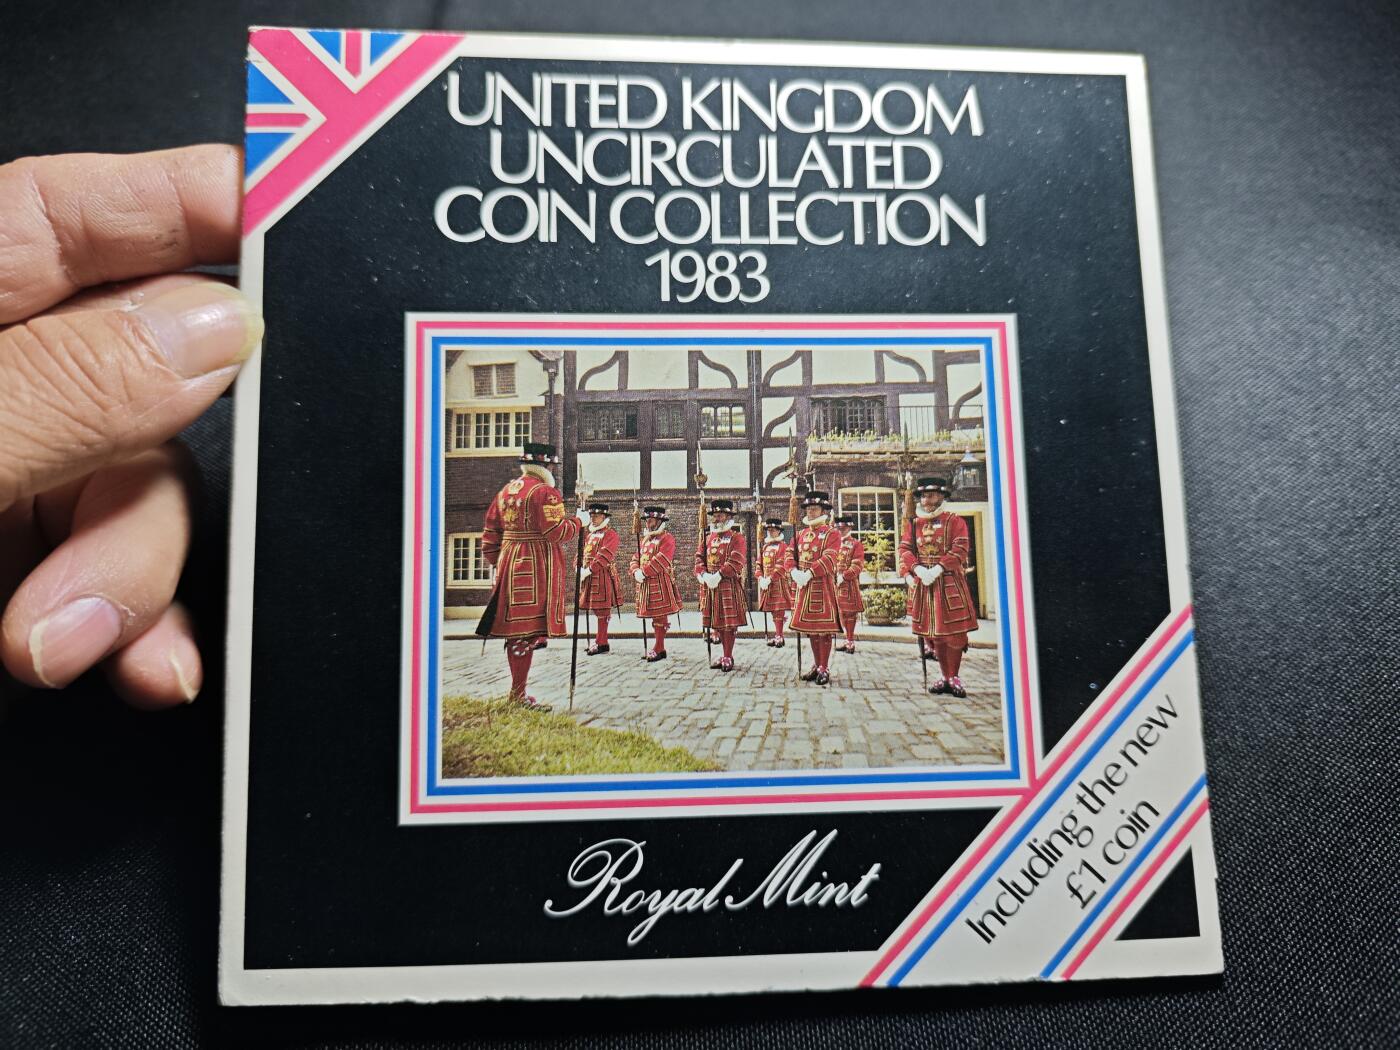 UNITED KINGDOM
UNCIRCULATED
COIN COLLECTION
1983
Royal Mint
Including the new
£1 coin